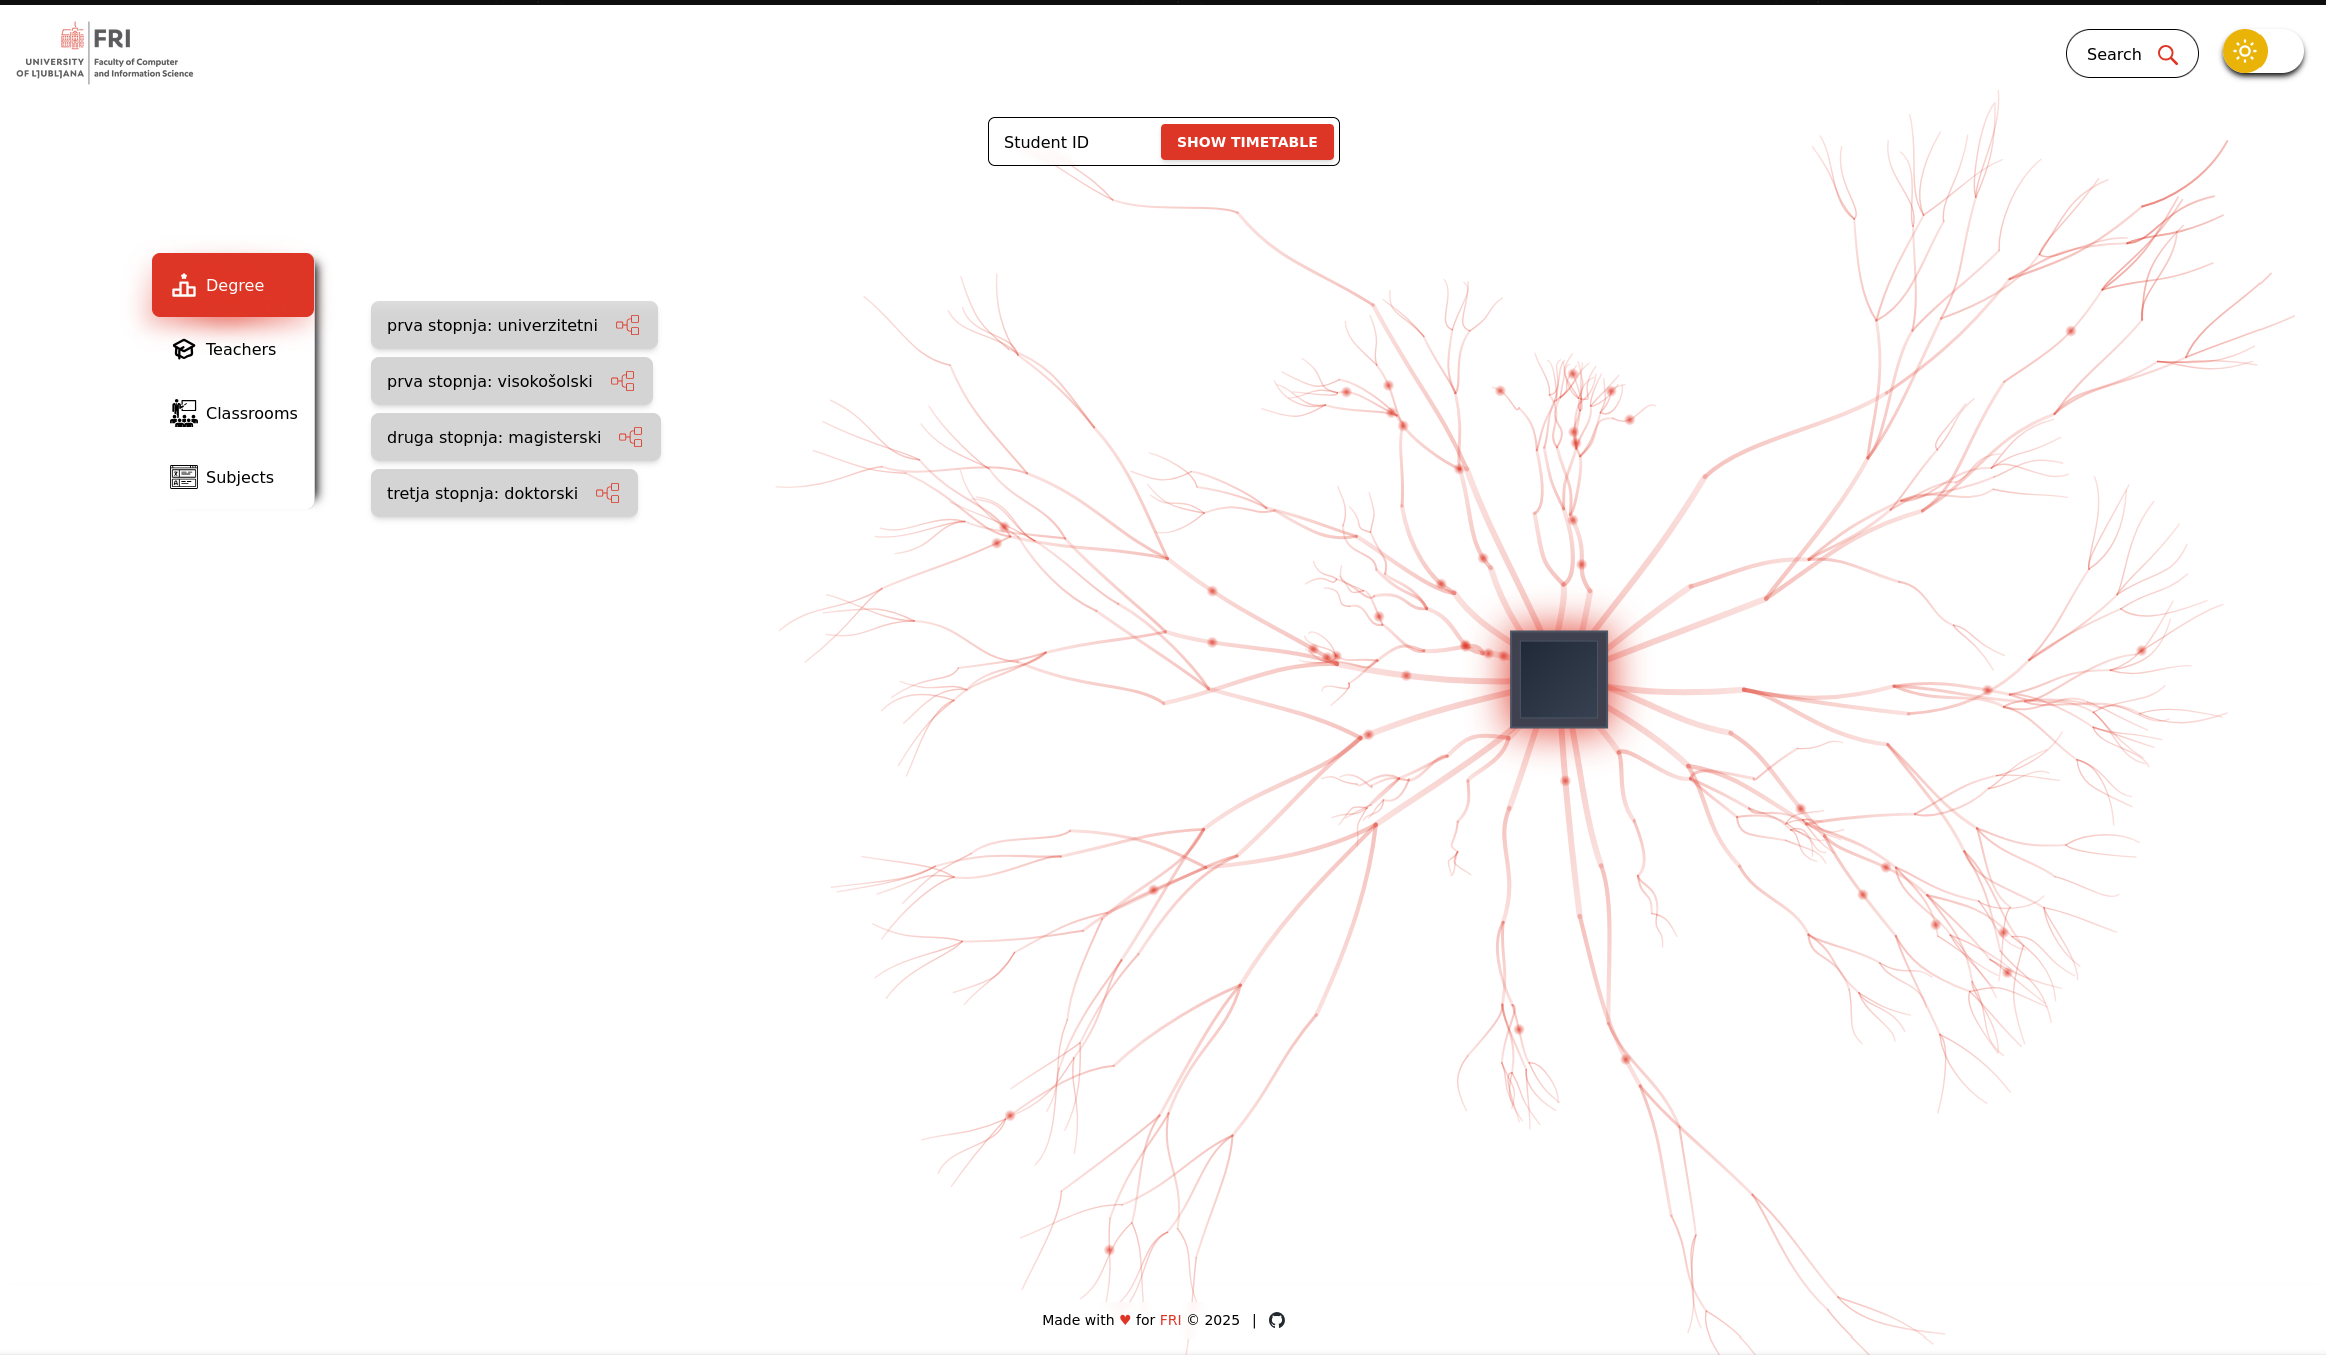 FRI
UNIVERSITY
OF LJUBLJANA
Faculty of Computer
and Information Science
Search
Student ID
SHOW TIMETABLE
Degree
Teachers
Classrooms
Subjects
prva stopnja: univerzitetni
prva stopnja: visokošolski
druga stopnja: magisterski
tretja stopnja: doktorski
Made with ♥ for FRI © 2025 |